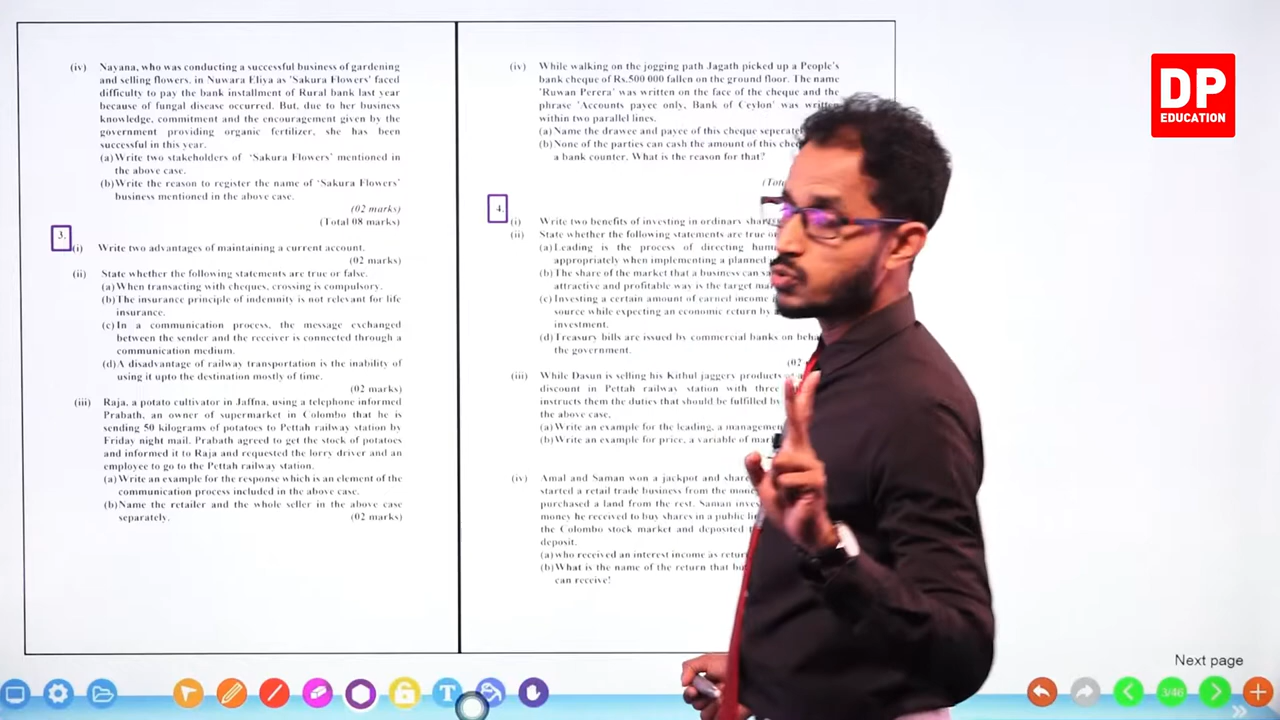 (iv) Nayana, who was conducting a successful business of gardening
and selling flowers, in Nuwara Eliya as 'Sakura Flowers' faced
difficulty to pay the bank installment of Rural bank last year
because of fungal disease occurred. But, due to her business
knowledge, commitment and the encouragement given by the
government providing organic fertilizer, she has been
successful in this year.
(a) Write two stakeholders of 'Sakura Flowers' mentioned in
the above case.
(b) Write the reason to register the name of 'Sakura Flowers'
business mentioned in the above case.
(02 marks)
(Total 08 marks)
3.
(i) Write two advantages of maintaining a current account.
(02 marks)
(ii) State whether the following statements are true or false.
(a) When transacting with cheques, crossing is compulsory.
(b) The insurance principle of indemnity is not relevant for life
insurance.
(c) In a communication process, the message exchanged
between the sender and the receiver is connected through a
communication medium.
(d) A disadvantage of railway transportation is the inability of
using it upto the destination mostly of time.
(02 marks)
(iii) Raja, a potato cultivator in Jaffna, using a telephone informed
Prabath, an owner of supermarket in Colombo that he is
sending 50 kilograms of potatoes to Pettah railway station by
Friday night mail. Prabath agreed to get the stock of potatoes
and informed it to Raja and requested the lorry driver and an
employee to go to the Pettah railway station.
(a) Write an example for the response which is an element of the
communication process included in the above case.
(b) Name the retailer and the whole seller in the above case
separately. (02 marks)
(iv) While walking on the jogging path Jagath picked up a People's
bank cheque of Rs.500 000 fallen on the ground floor. The name
'Ruwan Perera' was written on the face of the cheque and the
phrase 'Accounts payee only, Bank of Ceylon' was written
within two parallel lines.
(a) Name the drawee and payee of this cheque
(b) None of the parties can cash the amount of this
a bank counter. What is the reason for that?
4.
(i) Write two benefits of investing in ordinary
(ii) State whether the following statements are true
(a) Leading is the process of directing
appropriately when implementing a planned
(b) The share of the market that a business can
attractive and profitable way is the target
(c) Investing a certain amount of earned income
source while expecting an economic return by
investment.
(d) Treasury bills are issued by commercial banks on
the government.
(02
(iii) While Dasun is selling his Kithul jaggery products
discount in Pettah railway station with three
instructs them the duties that should be fulfilled by
the above case.
(a) Write an example for the leading, a
(b) Write an example for price, a variable of
(iv) Amal and Saman won a jackpot and
started a retail trade business from the
purchased a land from the rest. Saman
money he received to buy shares in a public
the Colombo stock market and deposited
deposit.
(a) who received an interest income as
(b) What is the name of the return that
can receive?
DP
EDUCATION
Next page
3/46
T